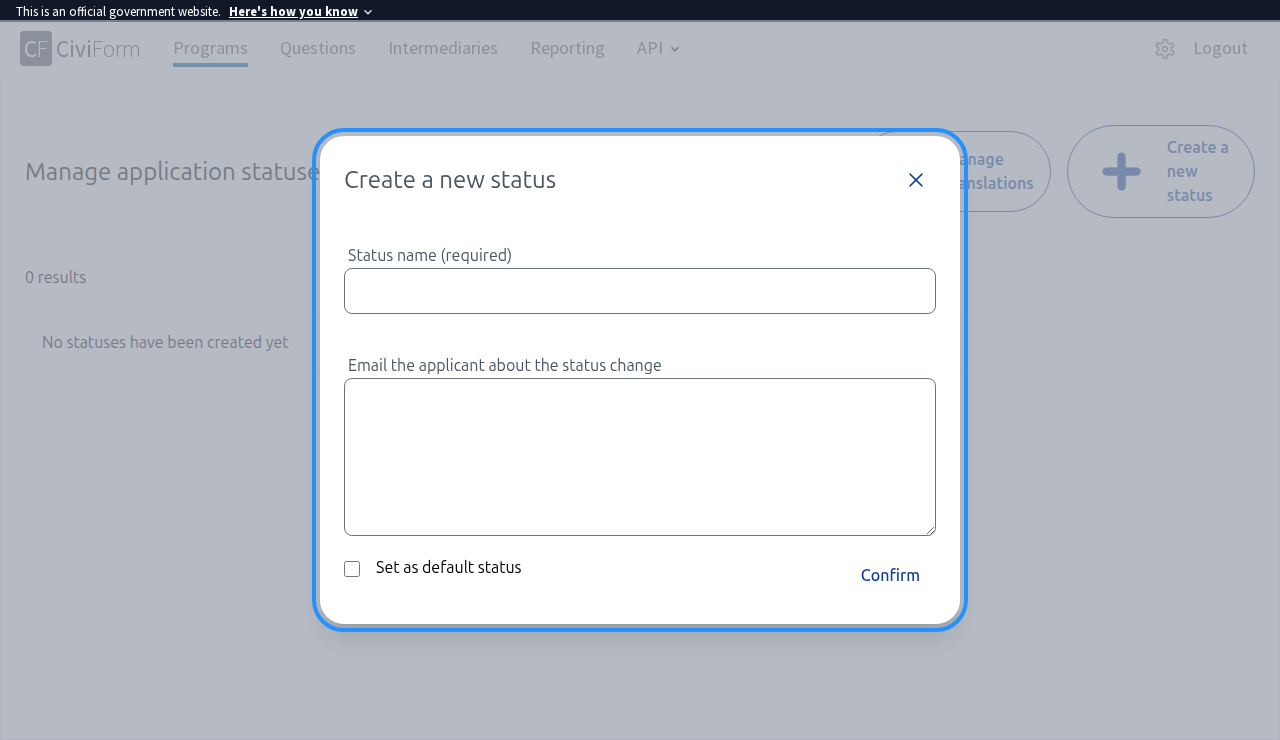 This is an official government website. Here's how you know
CF CiviForm Programs Questions Intermediaries Reporting API Logout
Manage application statuse
Create a new status
Create a new status
0 results
No statuses have been created yet
Status name (required)
Email the applicant about the status change
Set as default status
Confirm